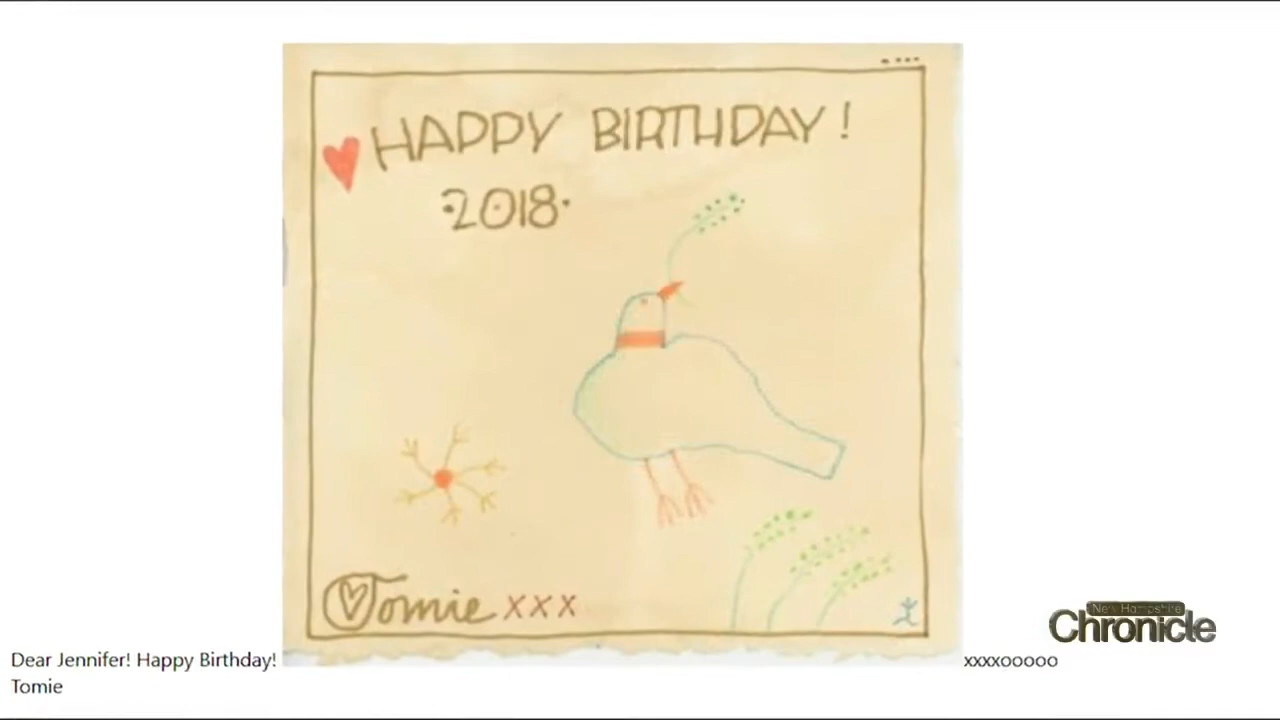 HAPPY BIRTHDAY!
·2018·
Tomie xxx
New Hampshire
Chronicle
Dear Jennifer! Happy Birthday!
xxxxooooo
Tomie